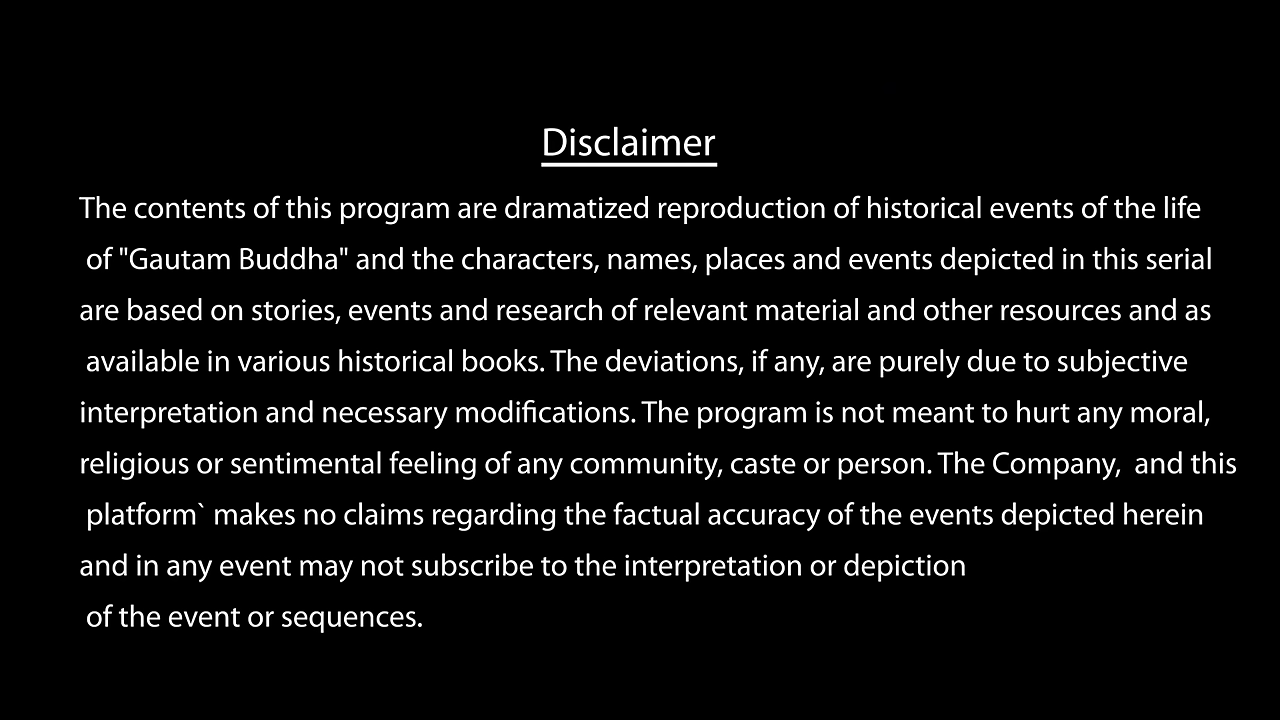 Disclaimer
The contents of this program are dramatized reproduction of historical events of the life
of "Gautam Buddha" and the characters, names, places and events depicted in this serial
are based on stories, events and research of relevant material and other resources and as
available in various historical books. The deviations, if any, are purely due to subjective
interpretation and necessary modifications. The program is not meant to hurt any moral,
religious or sentimental feeling of any community, caste or person. The Company,  and this
platform` makes no claims regarding the factual accuracy of the events depicted herein
and in any event may not subscribe to the interpretation or depiction
of the event or sequences.